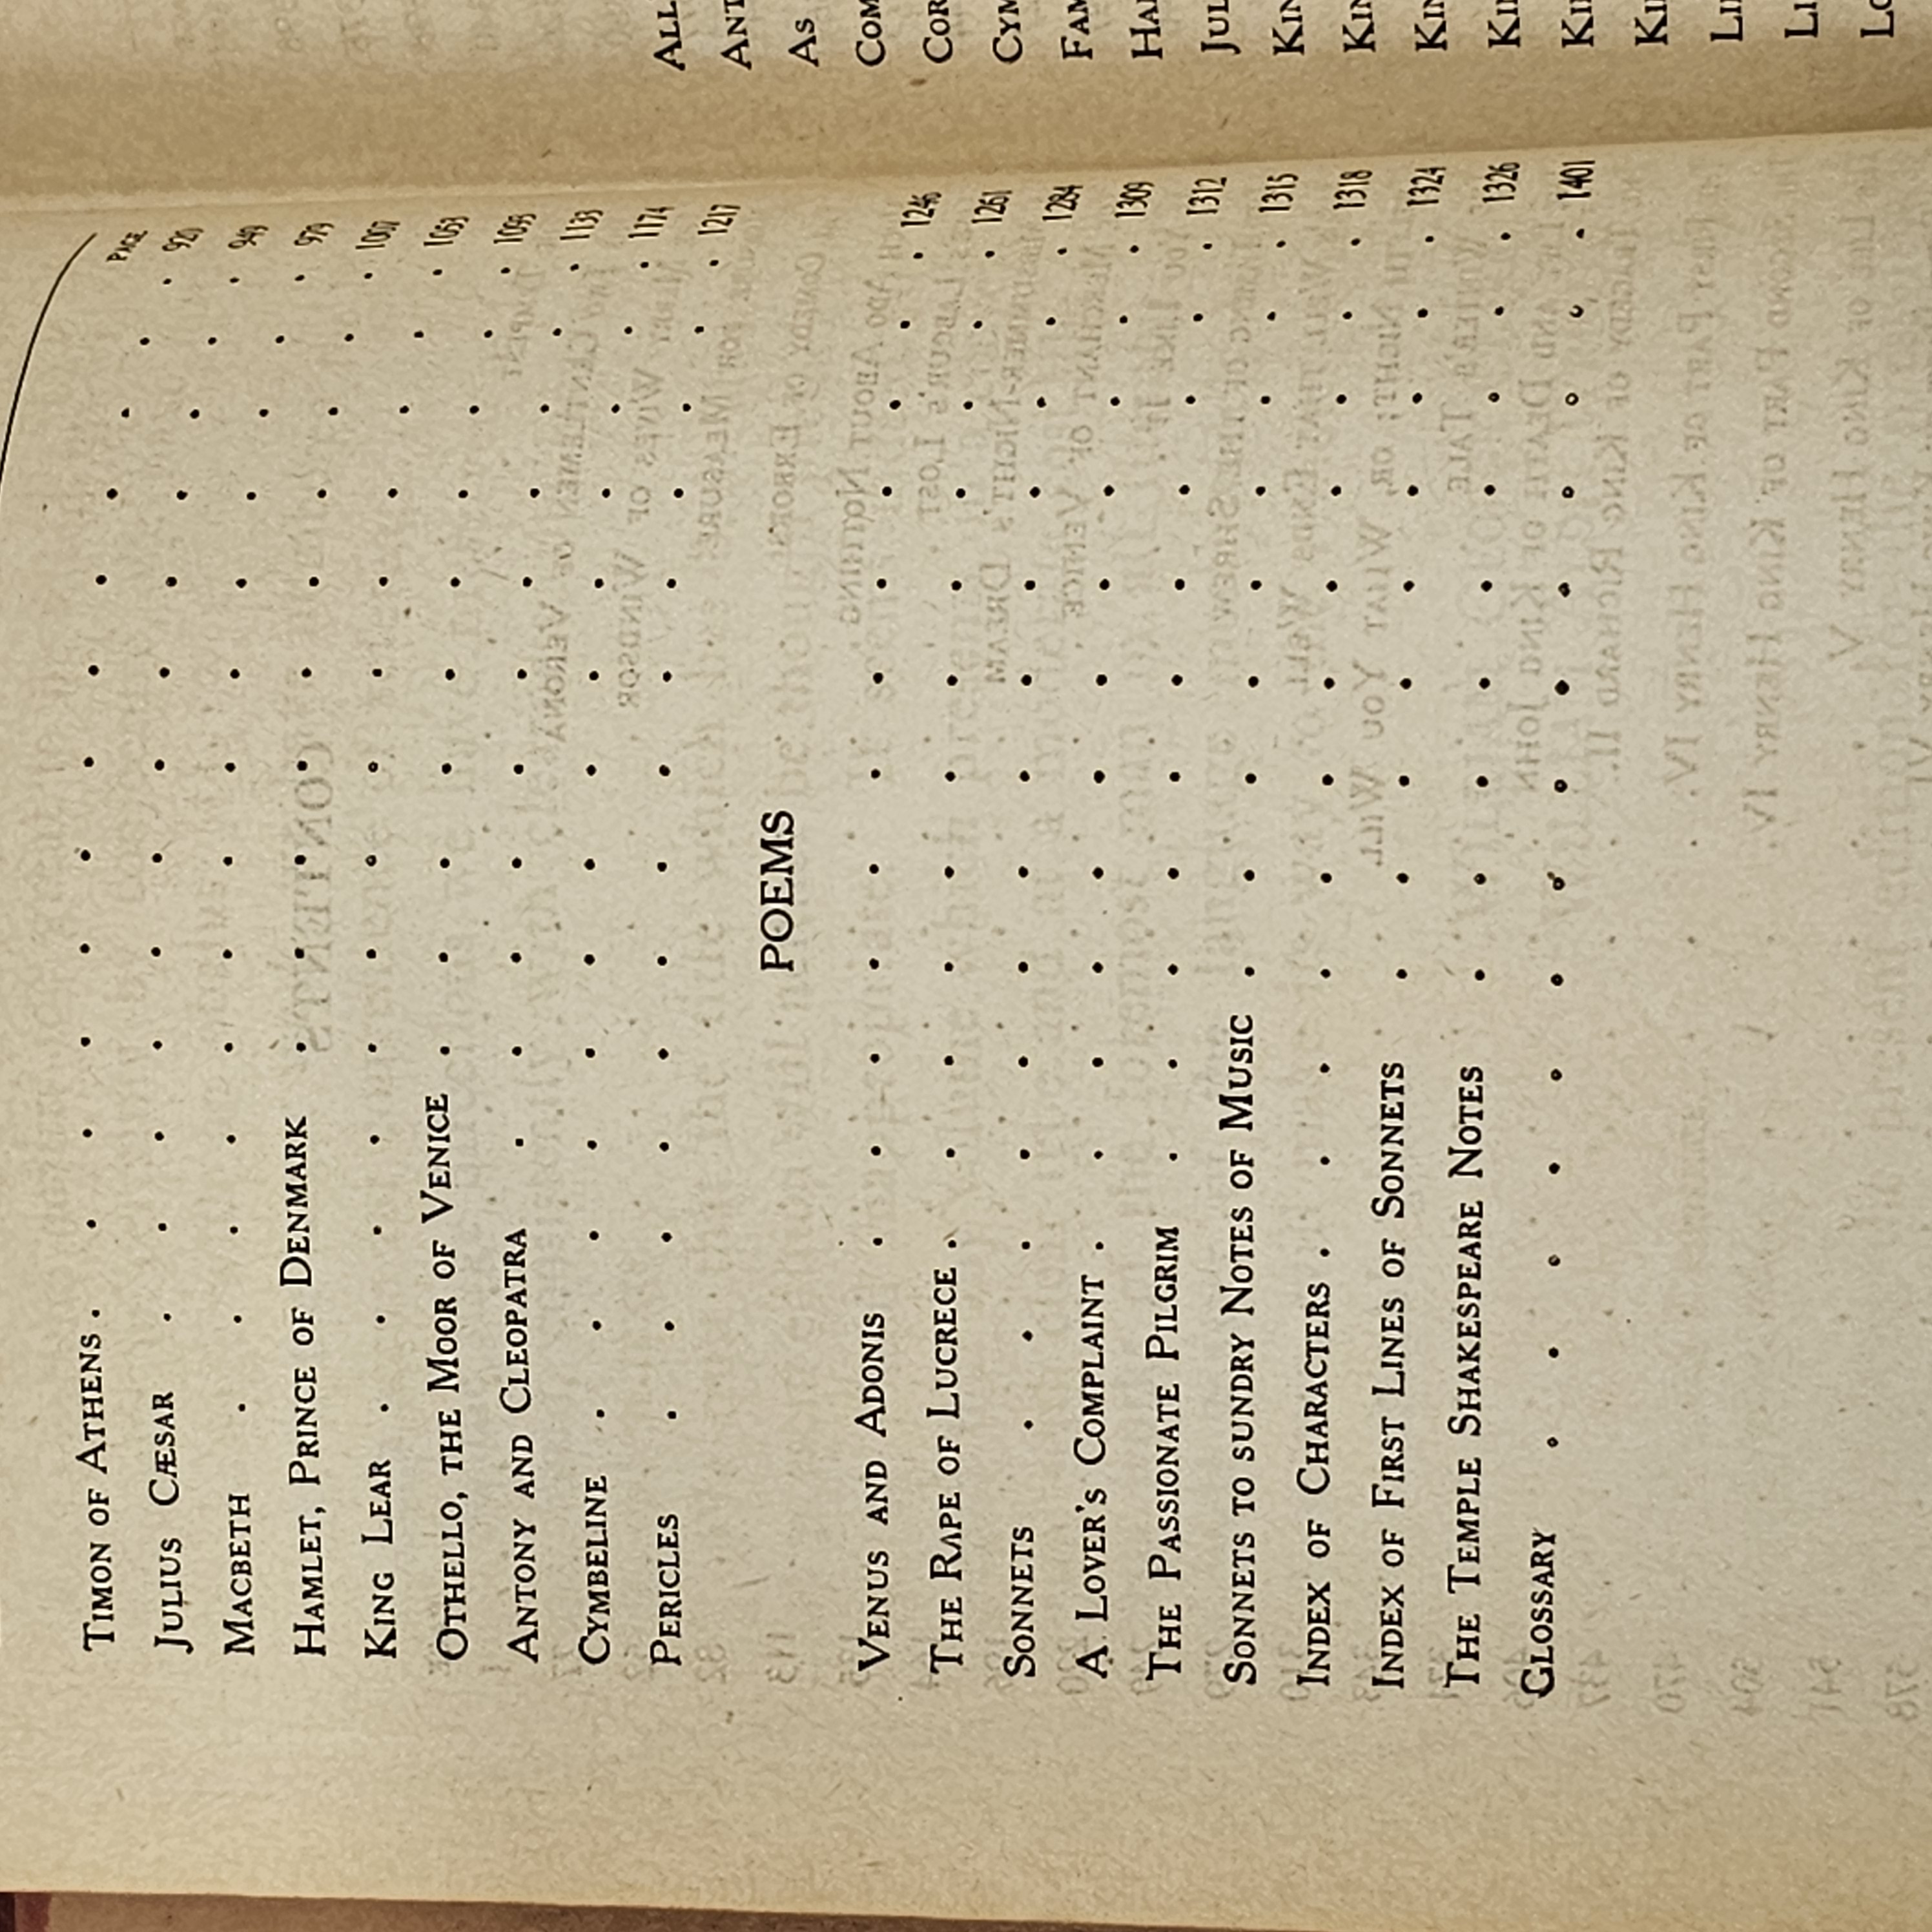 PAGE
TIMON OF ATHENS . . . . . . . . . . . . 920
JULIUS CÆSAR . . . . . . . . . . . . 949
MACBETH . . . . . . . . . . . . . 979
HAMLET, PRINCE OF DENMARK . . . . . . . . . 1007
KING LEAR . . . . . . . . . . . . . 1053
OTHELLO, THE MOOR OF VENICE . . . . . . . . . 1093
ANTONY AND CLEOPATRA . . . . . . . . . . 1133
CYMBELINE . . . . . . . . . . . . . 1174
PERICLES . . . . . . . . . . . . . 1217
POEMS
VENUS AND ADONIS . . . . . . . . . . . 1246
THE RAPE OF LUCRECE . . . . . . . . . . . 1261
SONNETS . . . . . . . . . . . . . 1284
A LOVER'S COMPLAINT . . . . . . . . . . . 1309
THE PASSIONATE PILGRIM . . . . . . . . . . 1312
SONNETS TO SUNDRY NOTES OF MUSIC . . . . . . . . 1315
INDEX OF CHARACTERS . . . . . . . . . . . 1318
INDEX OF FIRST LINES OF SONNETS . . . . . . . . 1324
THE TEMPLE SHAKESPEARE NOTES . . . . . . . . 1326
GLOSSARY . . . . . . . . . . . . . 1401
ALL
ANT
AS
COM
COR
CYM
FAM
HAM
JUL
KIN
KIN
KIN
KIN
KIN
KI
LI
LI
LO